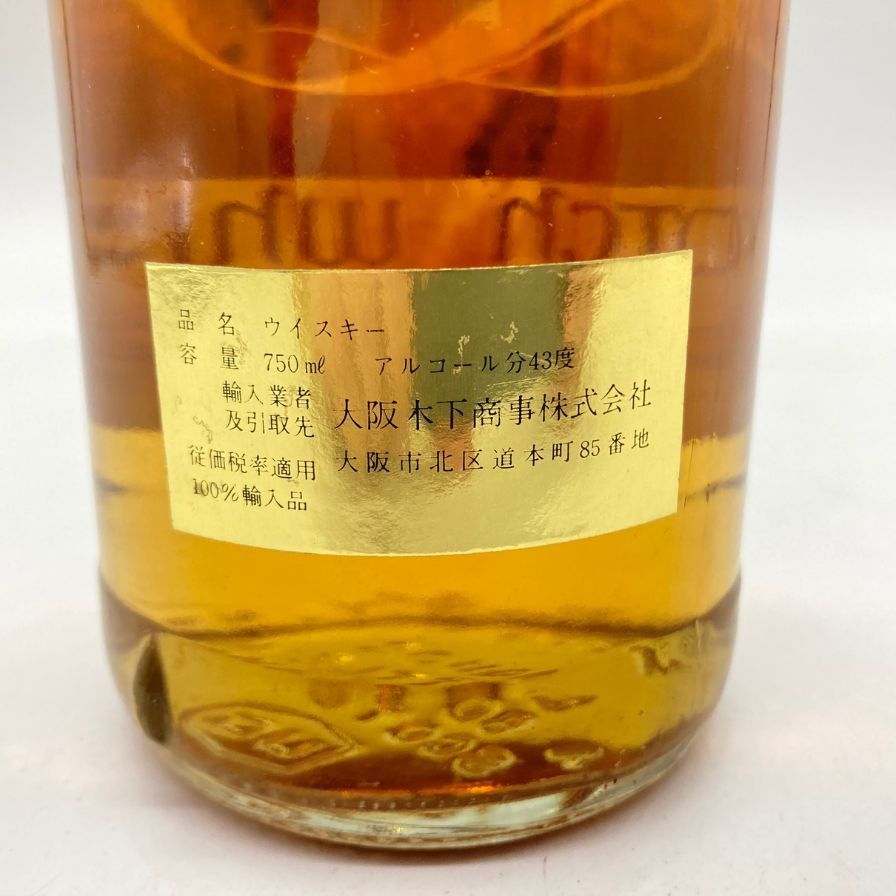 品名 ウイスキー
容量 750ml アルコール分43度
輸入業者
及引取先 大阪木下商事株式会社
従価税率適用 大阪市北区道本町85番地
100%輸入品